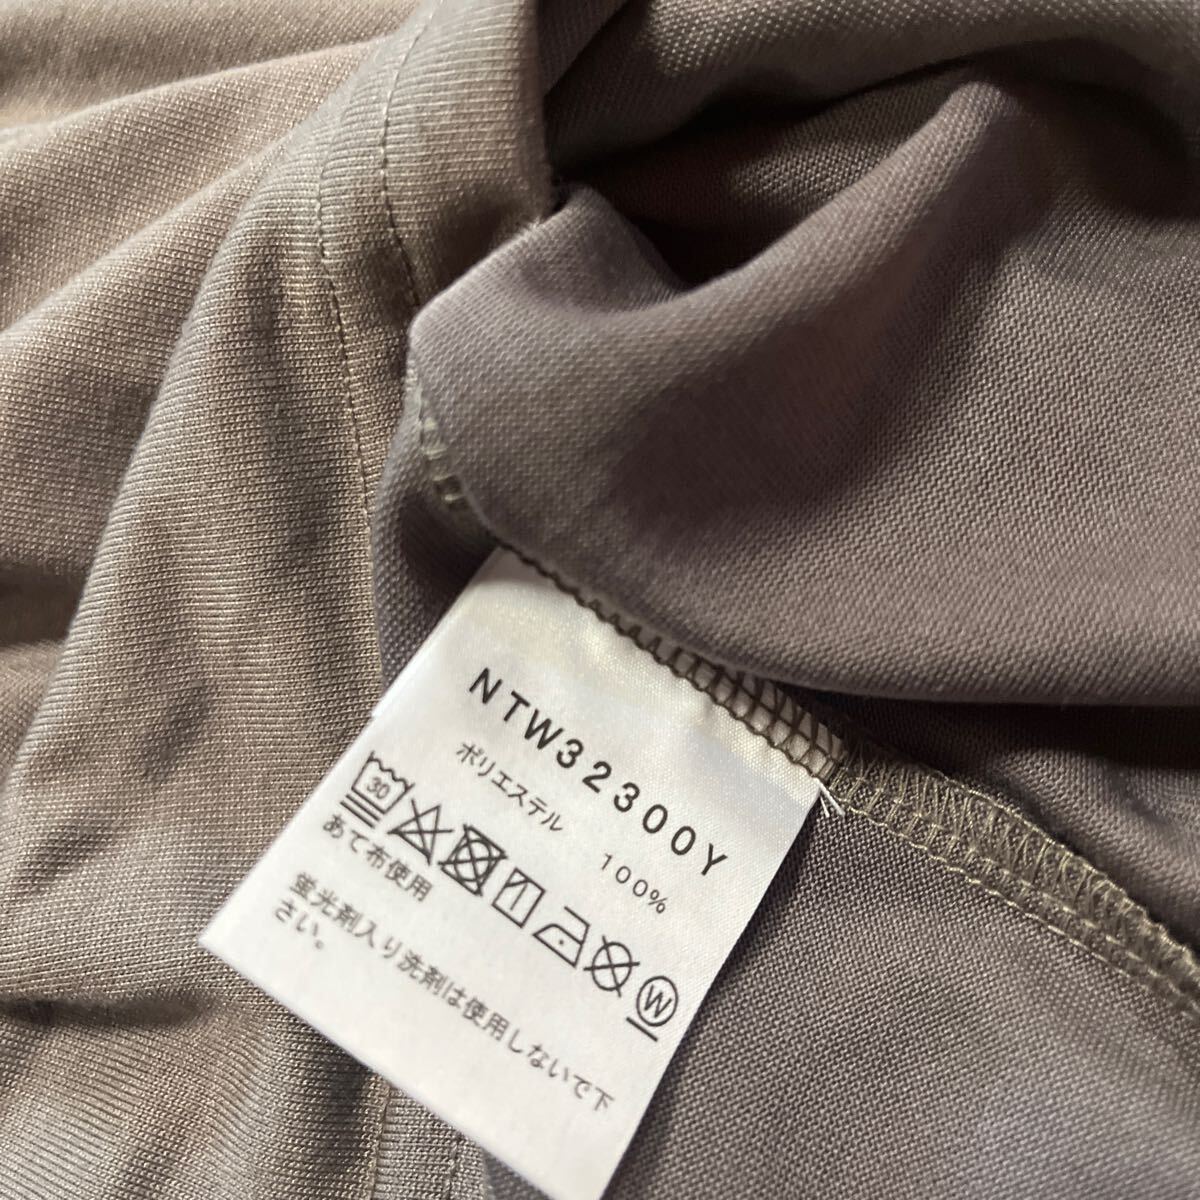 NTW32300Y
ポリエステル 100%
30
W
あて布使用
蛍光剤入り洗剤は使用しないで下
さい。